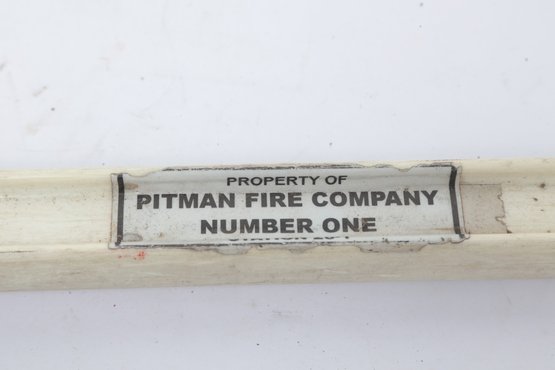 PROPERTY OF
PITMAN FIRE COMPANY
NUMBER ONE